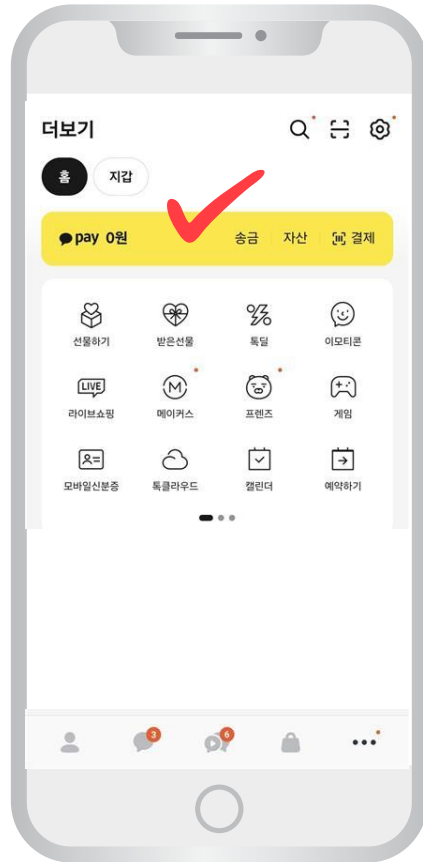 더보기
홈 지갑
pay 0원 송금 자산 결제
선물하기 받은선물 톡딜 이모티콘
LIVE M
라이브쇼핑 메이커스 프렌즈 게임
모바일신분증 톡클라우드 캘린더 예약하기
3 6